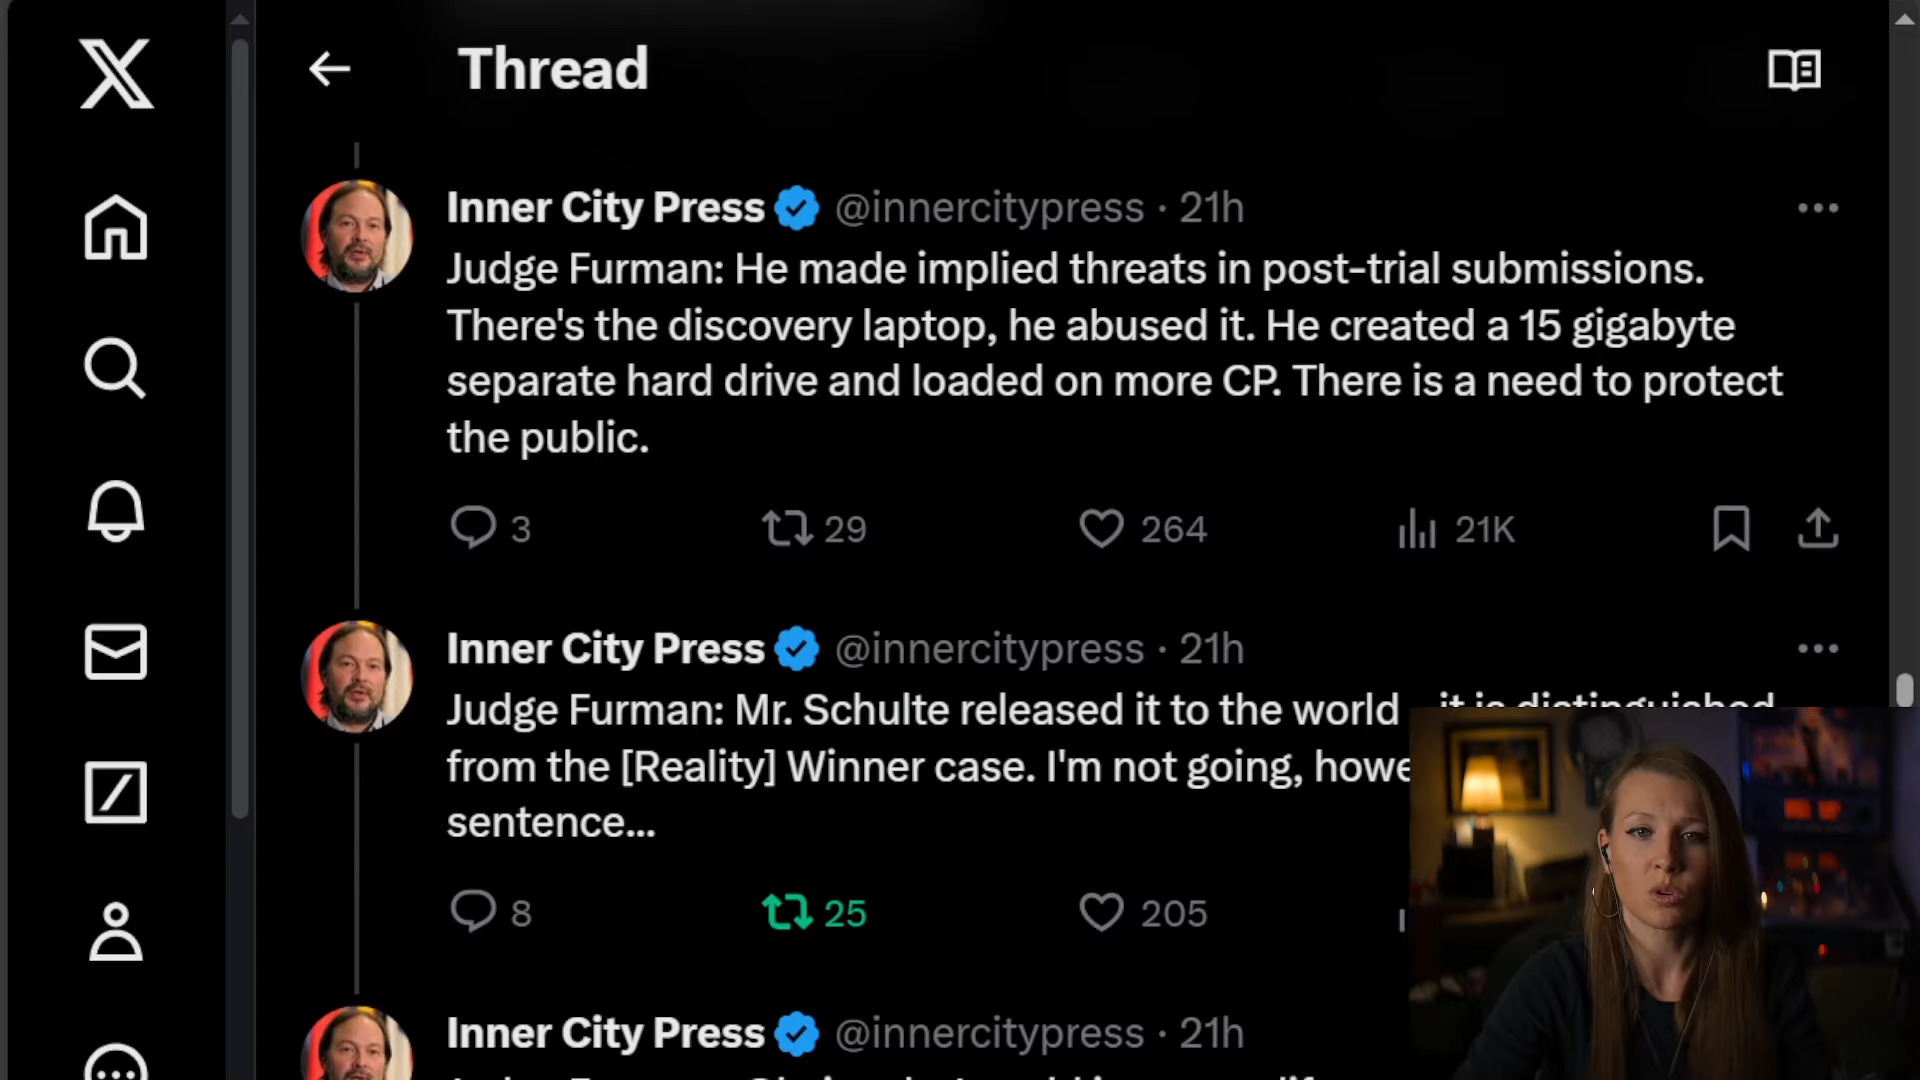 Thread
Inner City Press @innercitypress · 21h
Judge Furman: He made implied threats in post-trial submissions.
There's the discovery laptop, he abused it. He created a 15 gigabyte
separate hard drive and loaded on more CP. There is a need to protect
the public.
3 29 264 21K
Inner City Press @innercitypress · 21h
Judge Furman: Mr. Schulte released it to the world it is distinguished
from the [Reality] Winner case. I'm not going,
sentence...
8 25 205
Inner City Press @innercitypress · 21h